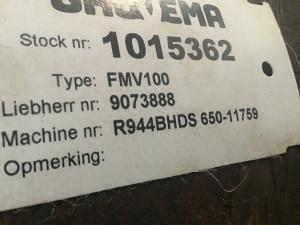 Stock nr: 1015362
Type: FMV100
Liebherr nr: 9073888
Machine nr: R944BHDS 650-11759
Opmerking: